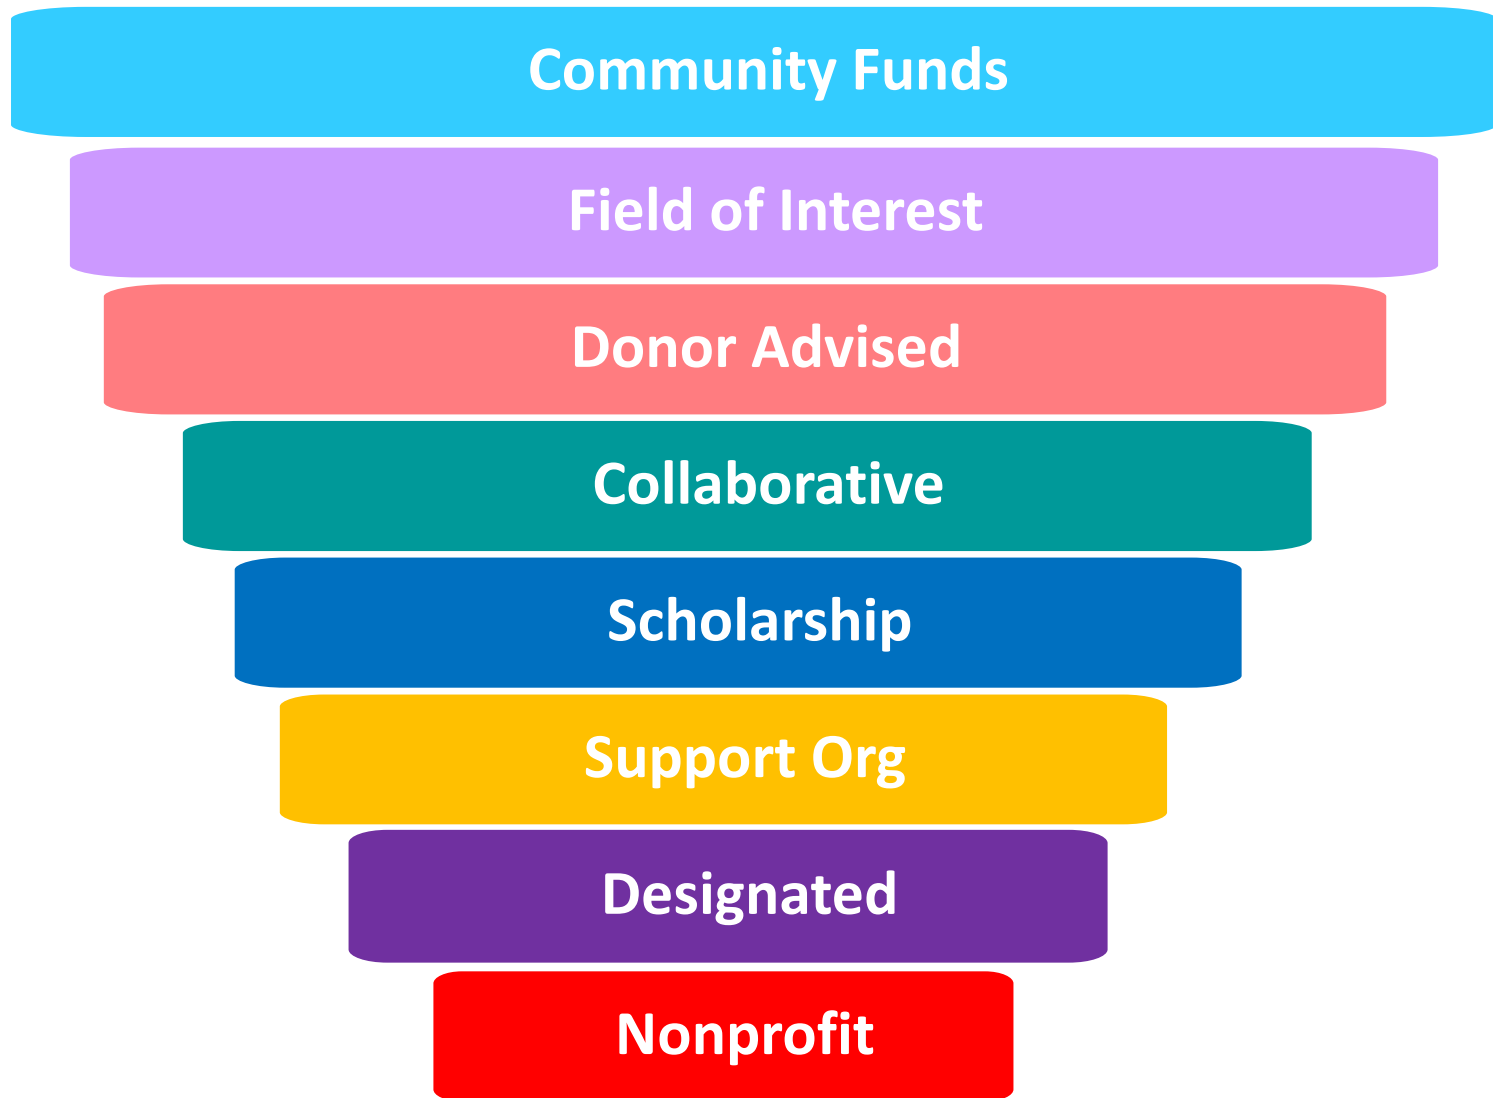 Community Funds
Field of Interest
Donor Advised
Collaborative
Scholarship
Support Org
Designated
Nonprofit